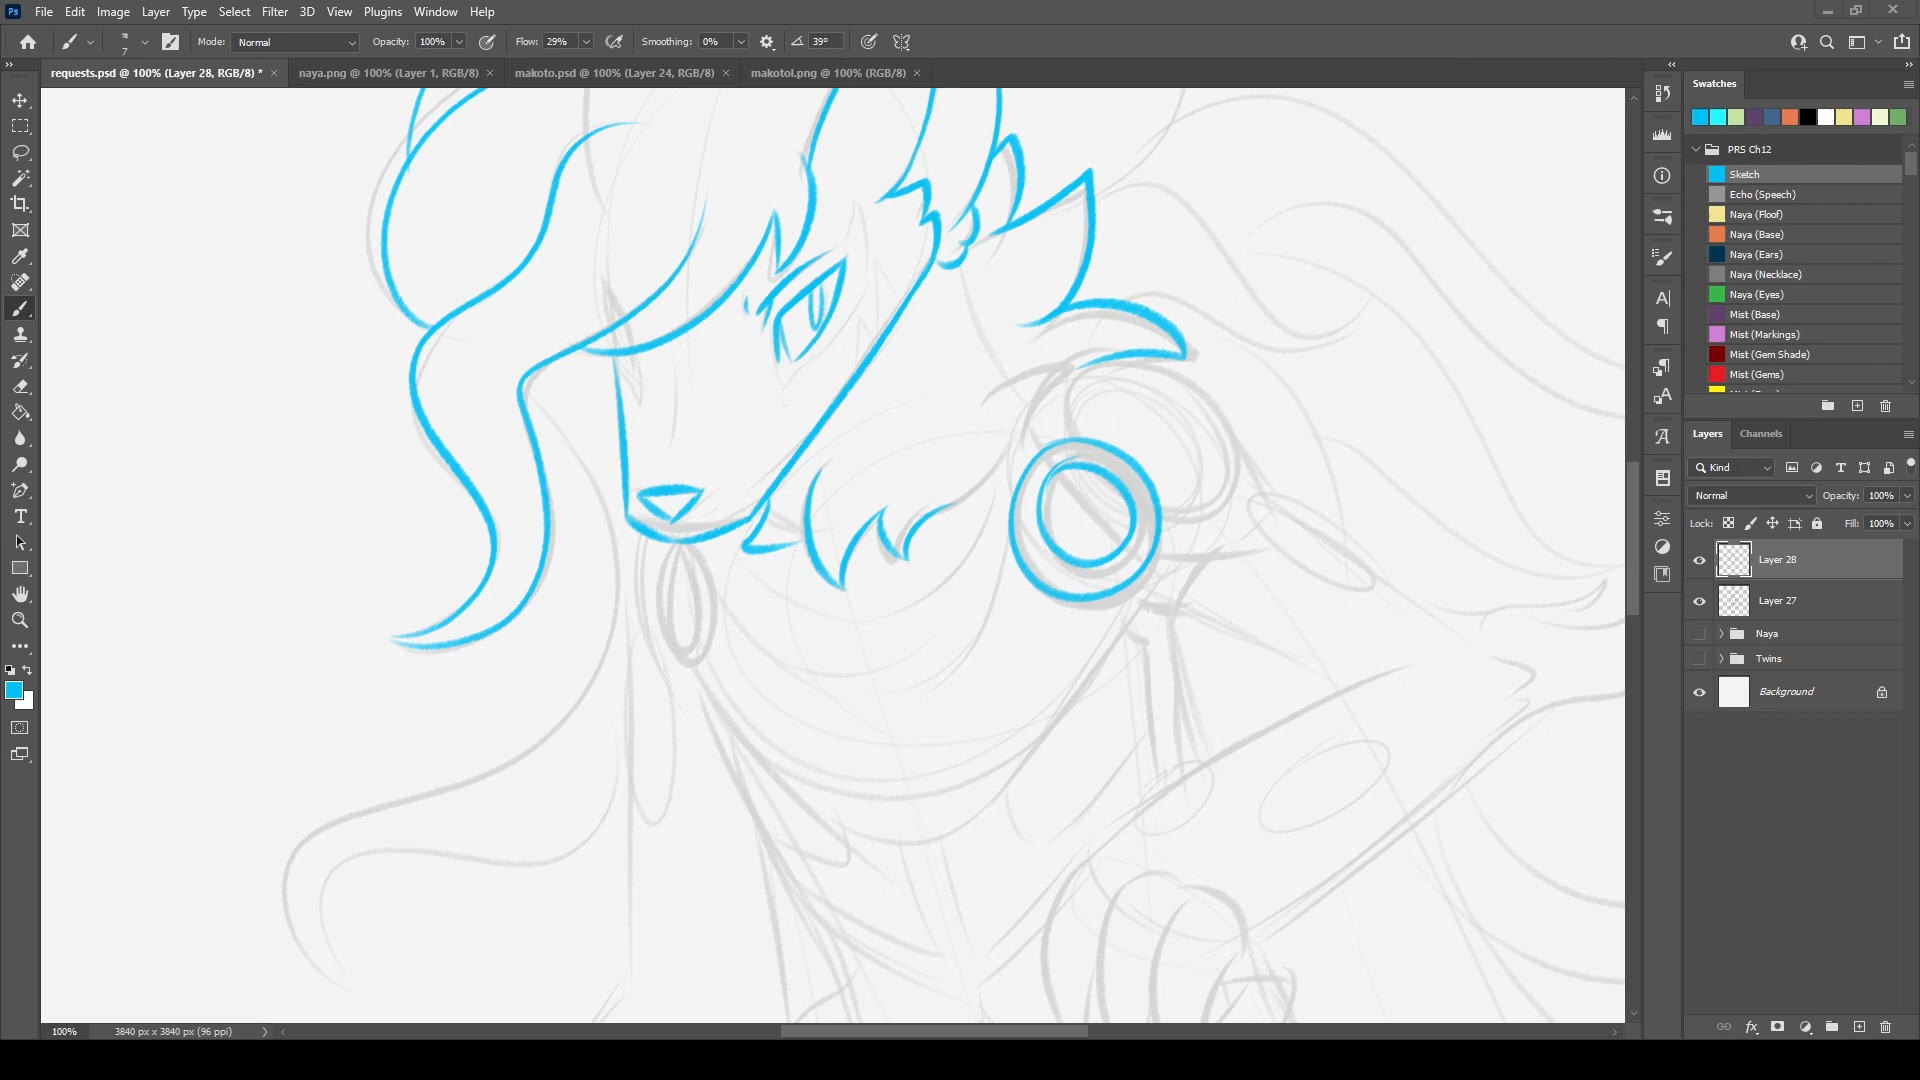 Ps File Edit Image Layer Type Select Filter 3D View Plugins Window Help
7 Mode: Normal Opacity: 100% Flow: 29% Smoothing: 0% 39°
requests.psd @ 100% (Layer 28, RGB/8) * naya.png @ 100% (Layer 1, RGB/8) makoto.psd @ 100% (Layer 24, RGB/8) makotol.png @ 100% (RGB/8)
Swatches
PRS Ch12
Sketch
Echo (Speech)
Naya (Floof)
Naya (Base)
Naya (Ears)
Naya (Necklace)
Naya (Eyes)
Mist (Base)
Mist (Markings)
Mist (Gem Shade)
Mist (Gems)
Layers Channels
Kind
Normal Opacity: 100%
Lock: Fill: 100%
Layer 28
Layer 27
Naya
Twins
Background
100% 3840 px x 3840 px (96 ppi)